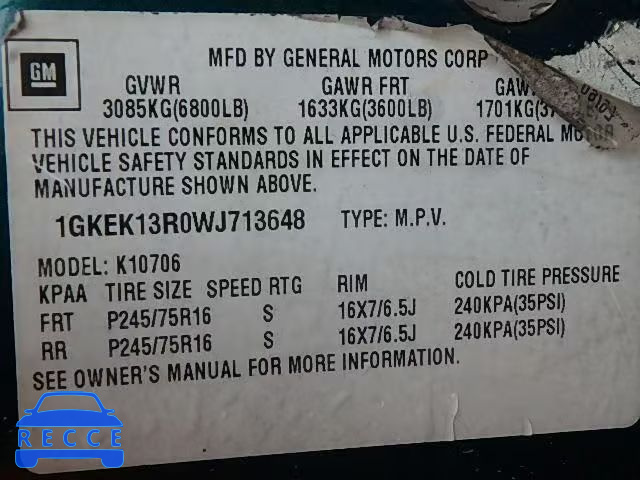 GM
MFD BY GENERAL MOTORS CORP
GVWR GAWR FRT
3085KG(6800LB) 1633KG(3600LB)
THIS VEHICLE CONFORMS TO ALL APPLICABLE U.S. FEDERAL MOTOR
VEHICLE SAFETY STANDARDS IN EFFECT ON THE DATE OF
MANUFACTURE SHOWN ABOVE.
1GKEK13R0WJ713648 TYPE: M.P.V.
MODEL: K10706
KPAA TIRE SIZE SPEED RTG RIM COLD TIRE PRESSURE
FRT P245/75R16 S 16X7/6.5J 240KPA(35PSI)
RR P245/75R16 S 16X7/6.5J 240KPA(35PSI)
SEE OWNER'S MANUAL FOR MORE INFORMATION.
RECCE